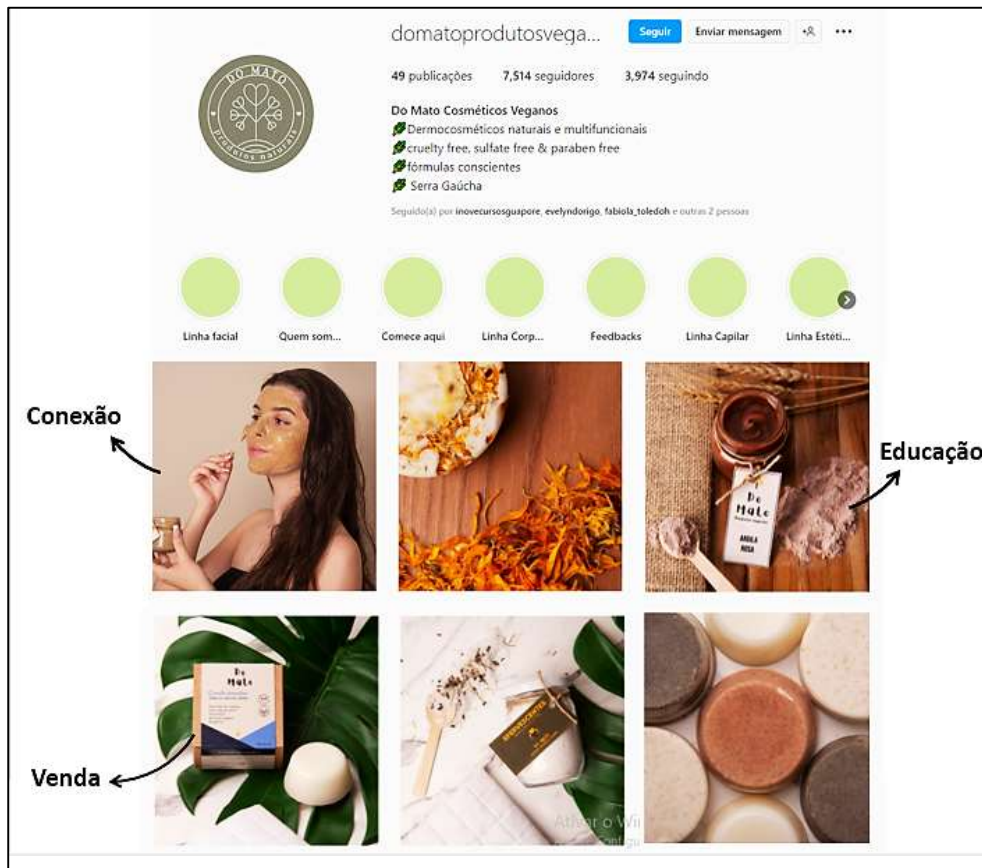 domatoprodutosvega...
Seguir
Enviar mensagem
49 publicações 7,514 seguidores 3,974 seguindo
DO MATO
produtos naturais
Do Mato Cosméticos Veganos
Dermocosméticos naturais e multifuncionais
cruelty free, sulfate free & paraben free
fórmulas conscientes
Serra Gaúcha
Seguido(a) por inovecursosguapore, evelyndorigo, fabiola_toledoh e outras 2 pessoas
Linha facial
Quem som...
Comece aqui
Linha Corp...
Feedbacks
Linha Capilar
Linha Estéti...
Conexão
Educação
Do
Mato
ARGILA
ROSA
Venda
Do
Mato
EFERVESCENTES
Ativar o Wi